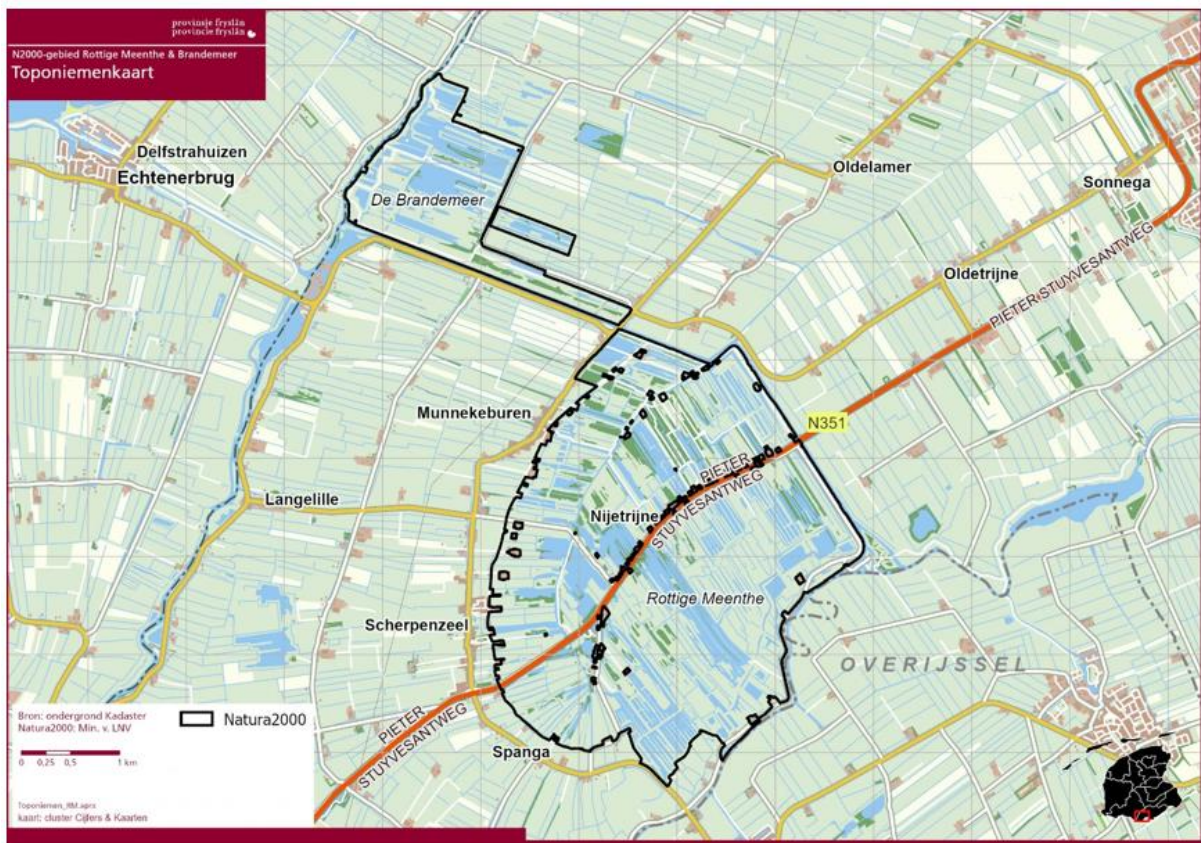 provinsje fryslân
provincie fryslân
N2000-gebied Rottige Meenthe & Brandemeer
Toponiemenkaart
Delfstrahuizen
Echtenerbrug
De Brandemeer
Oldelamer
Sonnega
Oldetrijne
PIETER STUYVESANTWEG
Munnekeburen
N351
PIETER
STUYVESANTWEG
Langelille
Nijetrijne
Rottige Meenthe
Scherpenzeel
OVERIJSSEL
Spanga
PIETER
STUYVESANTWEG
Bron: ondergrond Kadaster
Natura2000: Min. v. LNV
Natura2000
0 0,25 0,5 1 km
Toponiemen_RM.aprx
kaart: cluster Cijfers & Kaarten